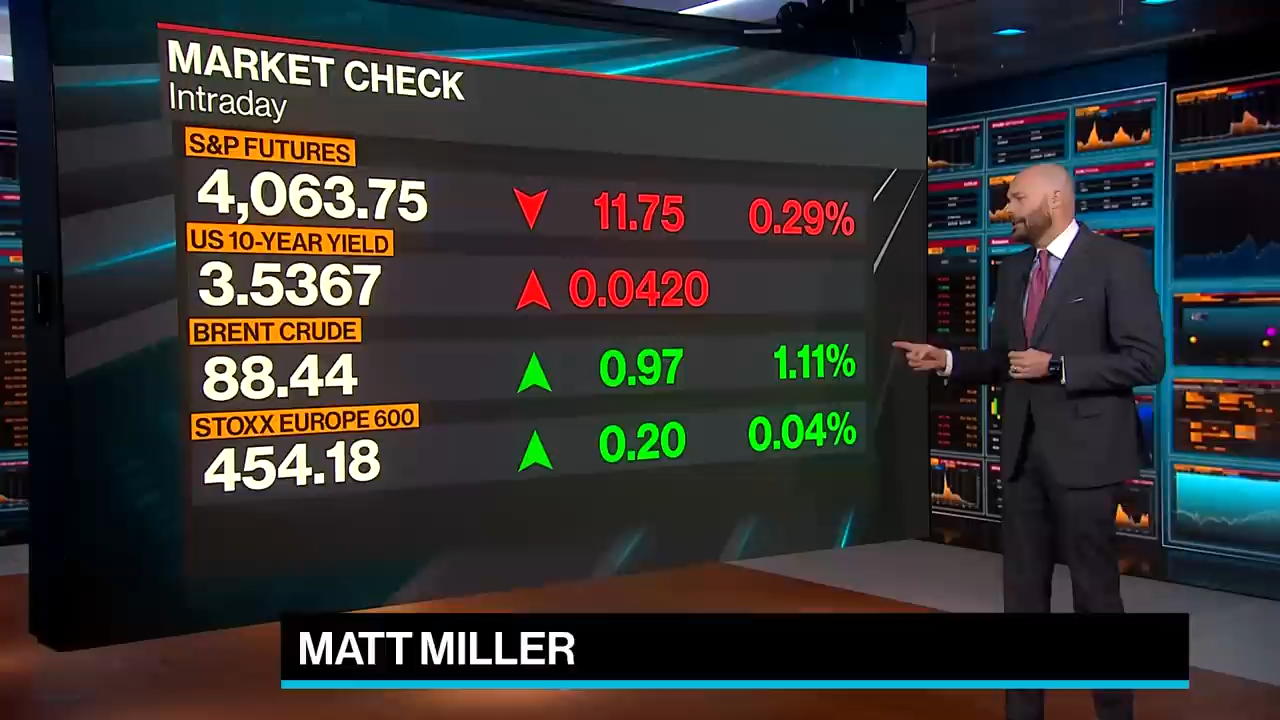 MARKET CHECK
Intraday
S&P FUTURES
4,063.75 11.75 0.29%
US 10-YEAR YIELD
3.5367 0.0420
BRENT CRUDE
88.44 0.97 1.11%
STOXX EUROPE 600
454.18 0.20 0.04%
MATT MILLER